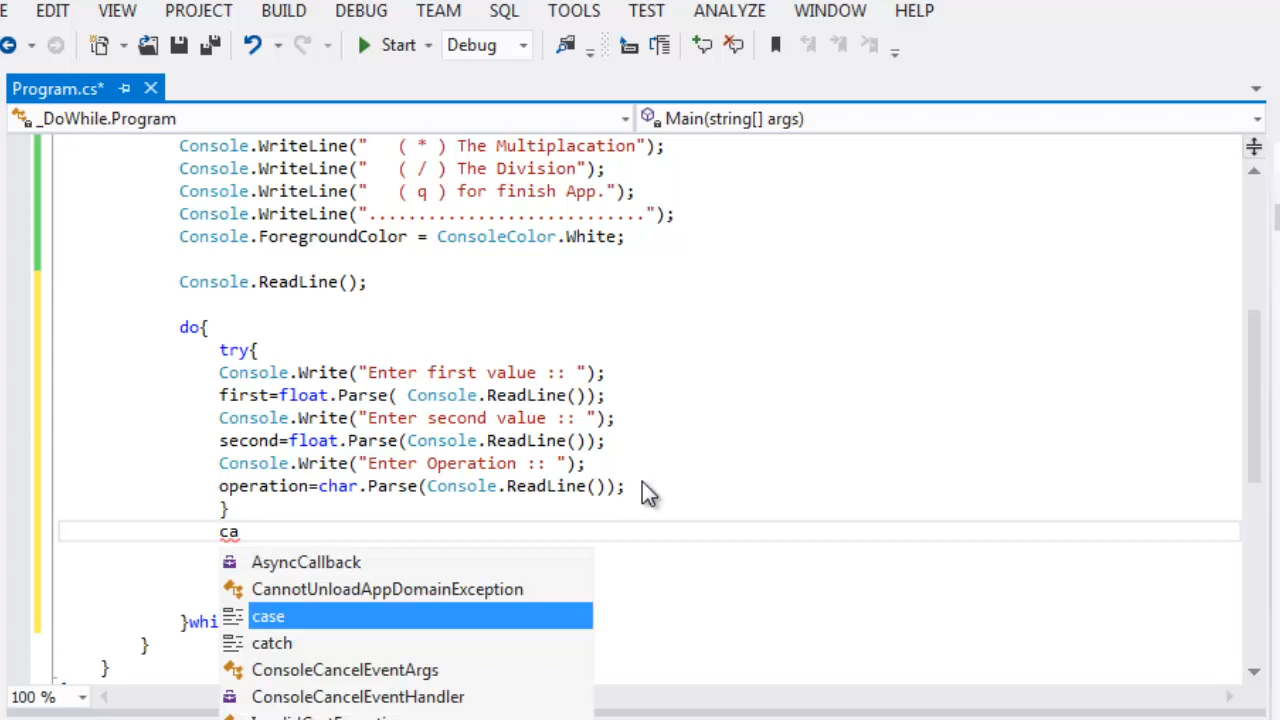 E EDIT VIEW PROJECT BUILD DEBUG TEAM SQL TOOLS TEST ANALYZE WINDOW HELP
Start Debug
Program.cs*
_DoWhile.Program Main(string[] args)
Console.WriteLine("   ( * ) The Multiplacation");
Console.WriteLine("   ( / ) The Division");
Console.WriteLine("   ( q ) for finish App.");
Console.WriteLine("............................");
Console.ForegroundColor = ConsoleColor.White;
Console.ReadLine();
do{
try{
Console.Write("Enter first value :: ");
first=float.Parse( Console.ReadLine());
Console.Write("Enter second value :: ");
second=float.Parse(Console.ReadLine());
Console.Write("Enter Operation :: ");
operation=char.Parse(Console.ReadLine());
}
ca
AsyncCallback
CannotUnloadAppDomainException
case
}whi
catch
}
}
ConsoleCancelEventArgs
100 %
ConsoleCancelEventHandler